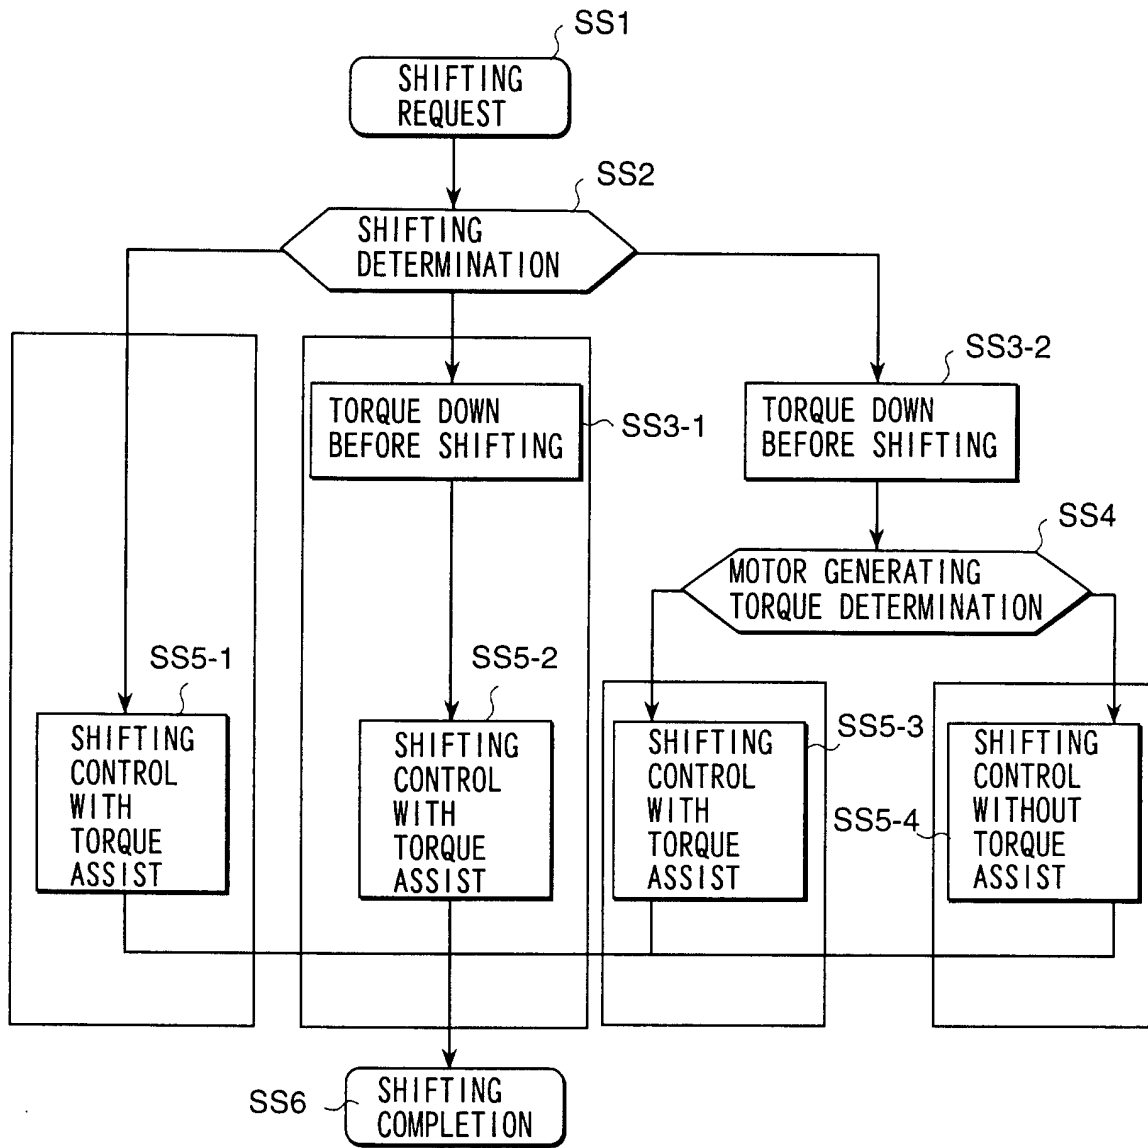 SS1
SHIFTING
REQUEST
SS2
SHIFTING
DETERMINATION
SS3-2
TORQUE DOWN
BEFORE SHIFTING
SS3-1
TORQUE DOWN
BEFORE SHIFTING
SS4
MOTOR GENERATING
TORQUE DETERMINATION
SS5-1
SHIFTING
CONTROL
WITH
TORQUE
ASSIST
SS5-2
SHIFTING
CONTROL
WITH
TORQUE
ASSIST
SS5-3
SHIFTING
CONTROL
WITH
TORQUE
ASSIST
SS5-4
SHIFTING
CONTROL
WITHOUT
TORQUE
ASSIST
SS6
SHIFTING
COMPLETION